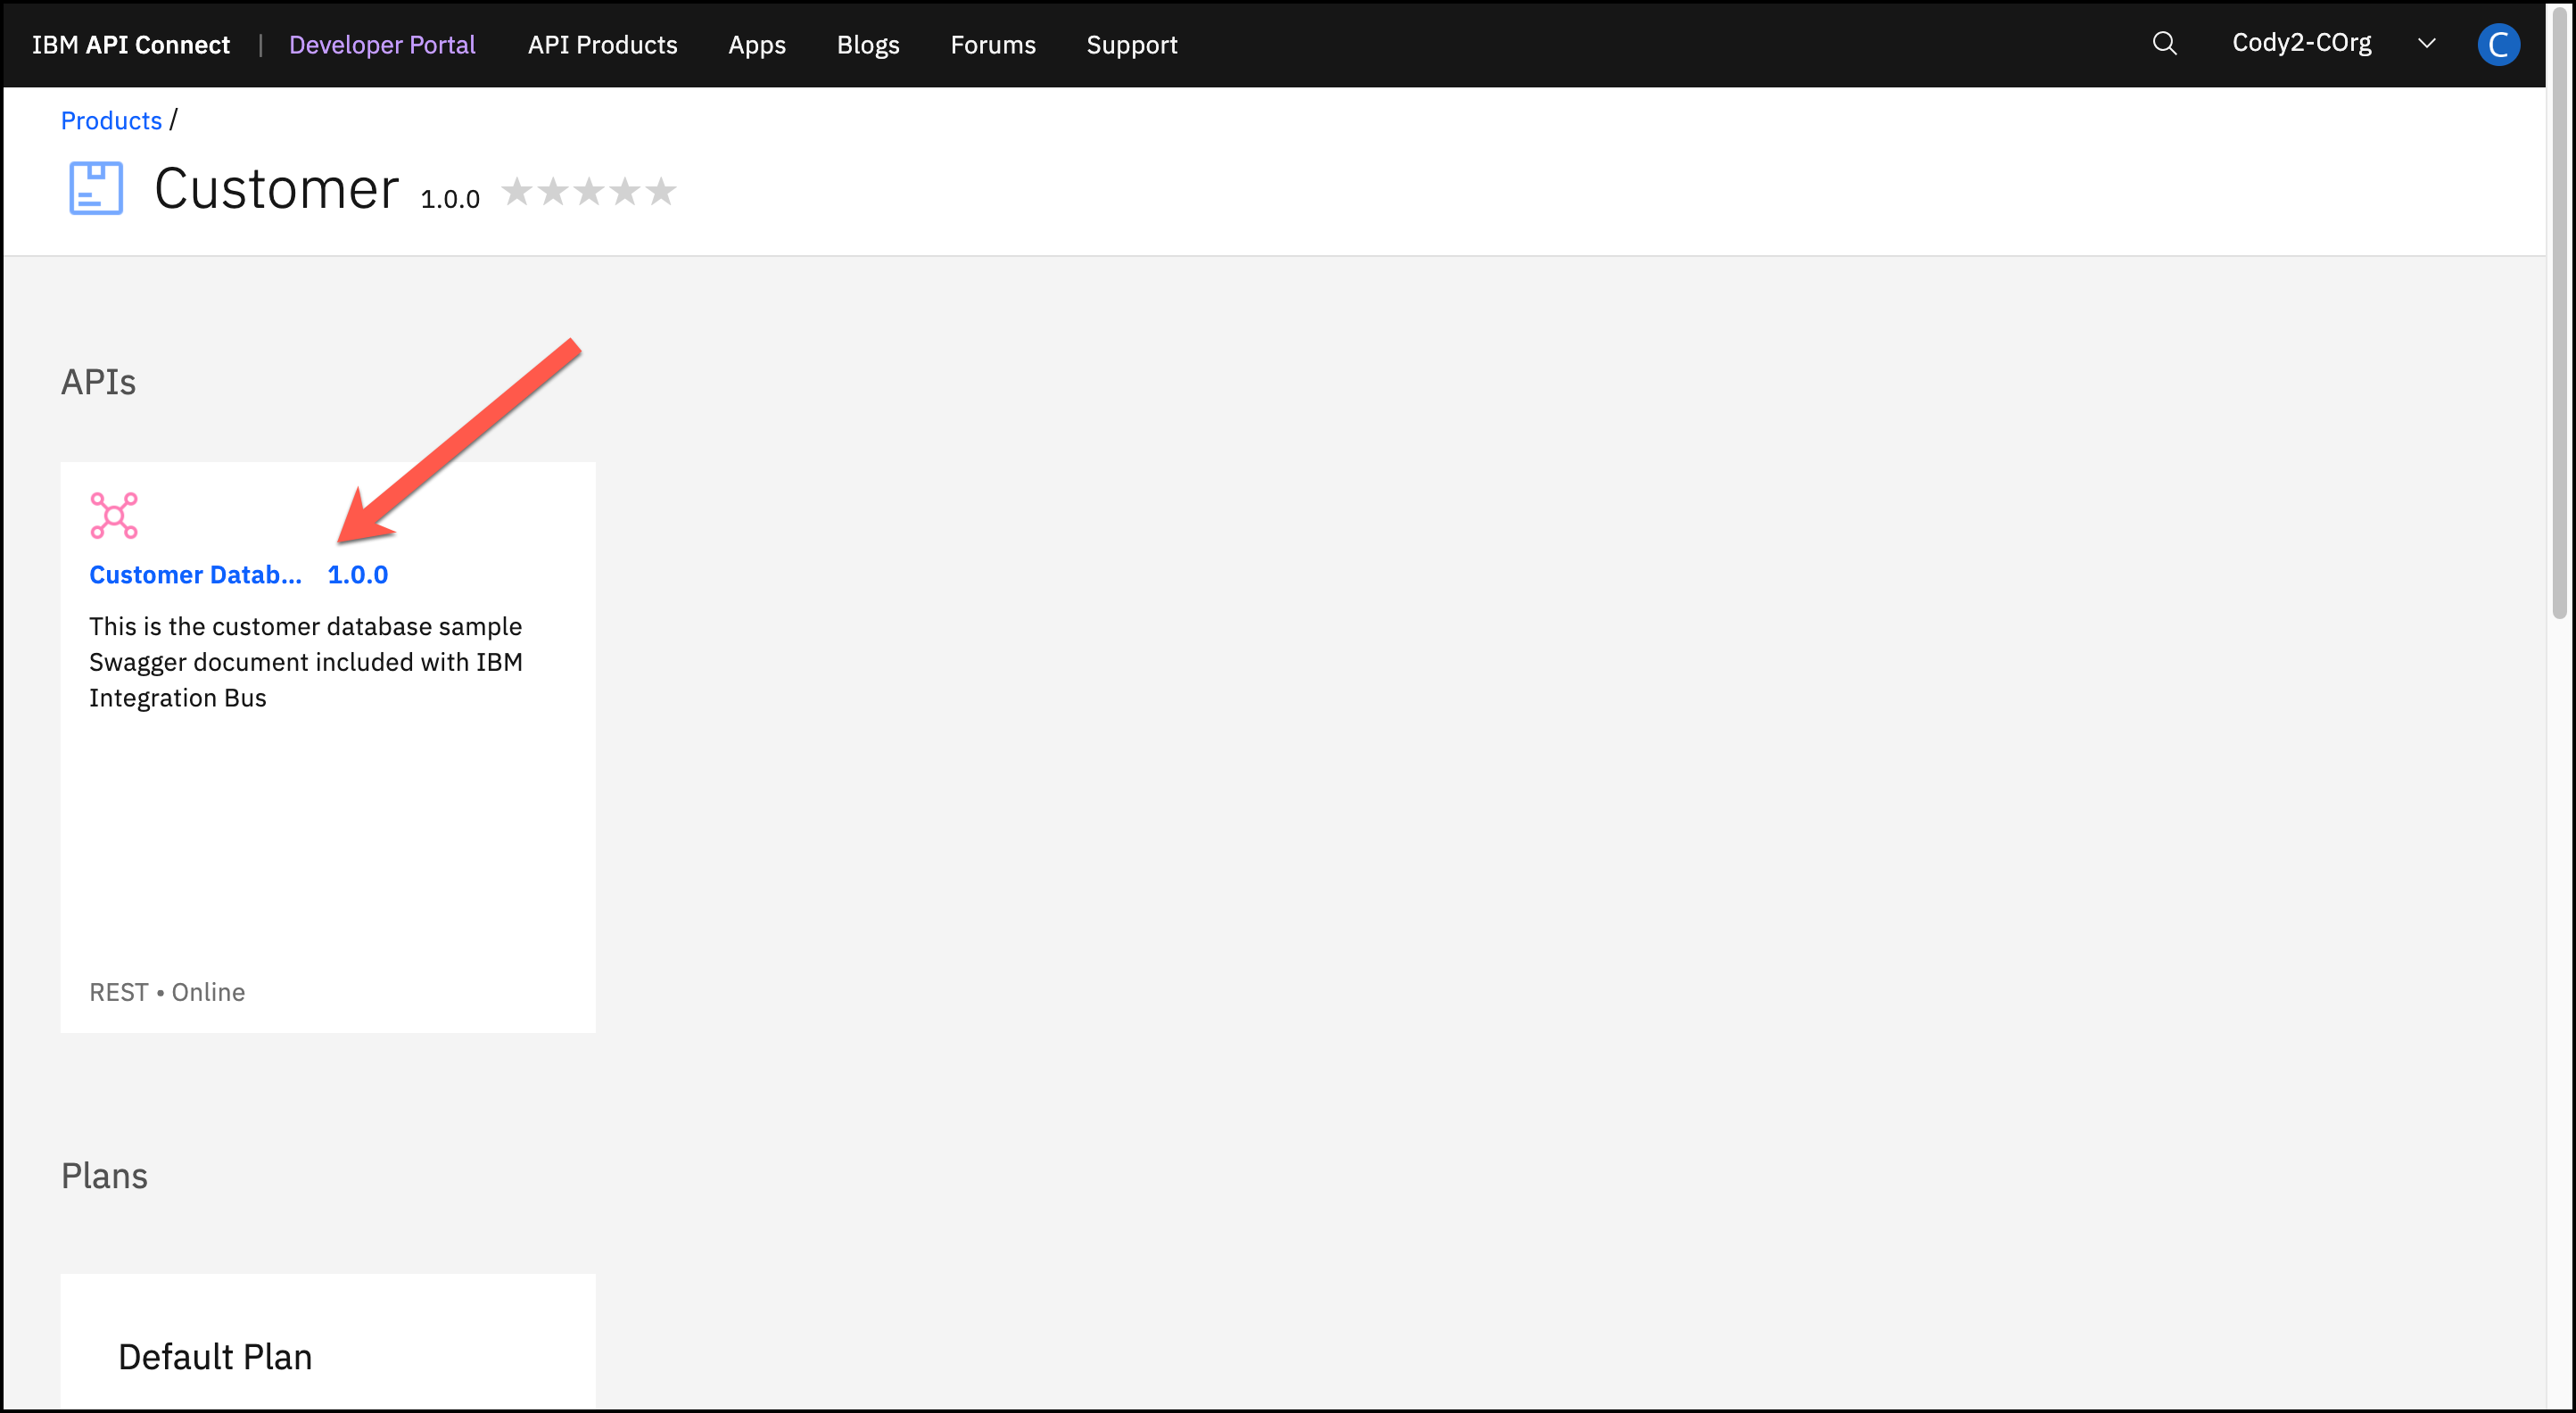 IBM API Connect | Developer Portal API Products Apps Blogs Forums Support Cody2-COrg C
Products /
Customer 1.0.0
APIs
Customer Datab... 1.0.0
This is the customer database sample
Swagger document included with IBM
Integration Bus
REST • Online
Plans
Default Plan